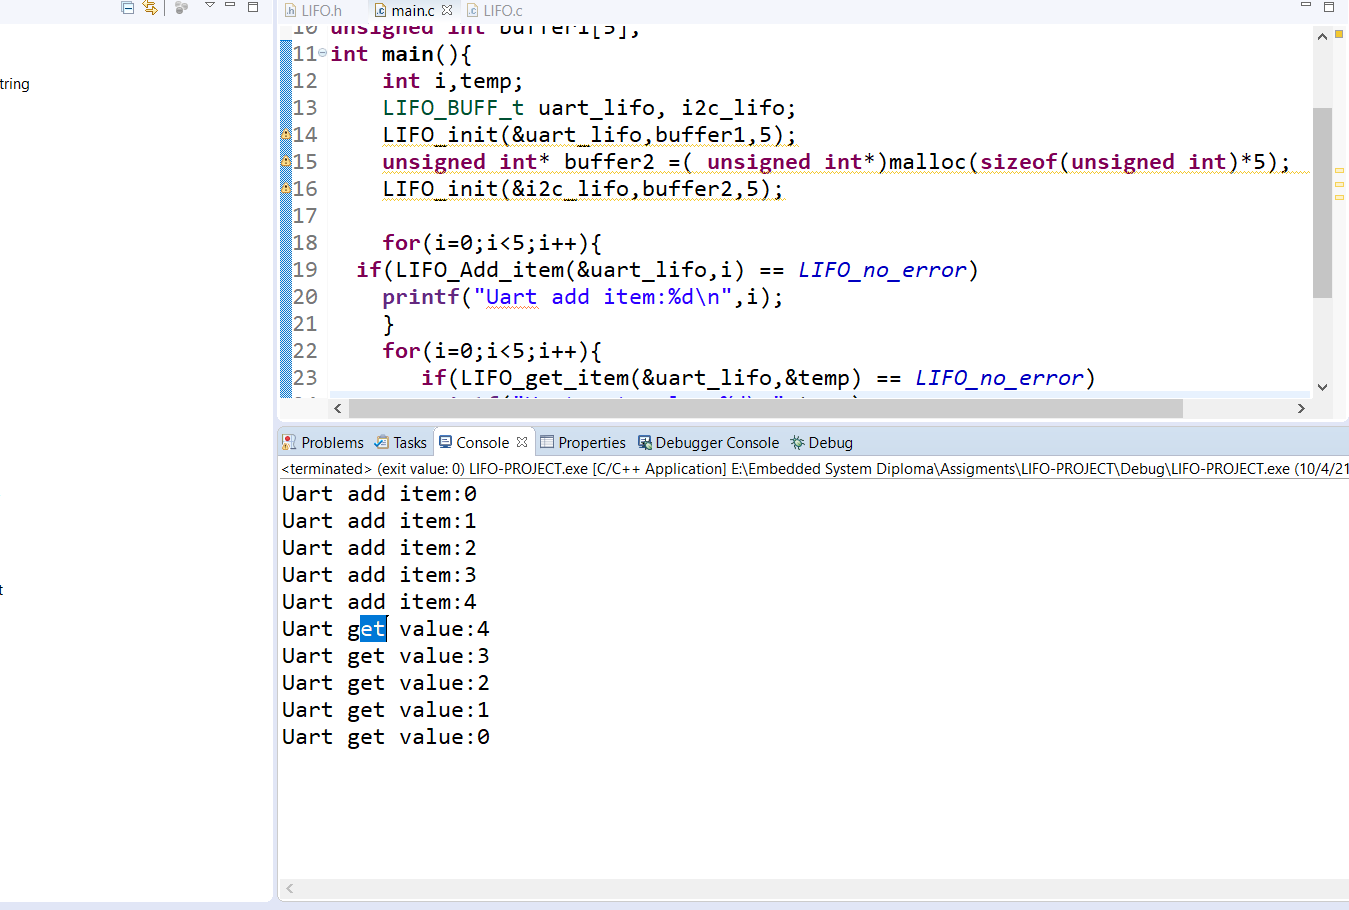 LIFO.h main.c LIFO.c
tring
10 unsigned int buffer1[5];
11 int main(){
12 int i,temp;
13 LIFO_BUFF_t uart_lifo, i2c_lifo;
14 LIFO_init(&uart_lifo,buffer1,5);
15 unsigned int* buffer2 =( unsigned int*)malloc(sizeof(unsigned int)*5);
16 LIFO_init(&i2c_lifo,buffer2,5);
17
18 for(i=0;i<5;i++){
19 if(LIFO_Add_item(&uart_lifo,i) == LIFO_no_error)
20 printf("Uart add item:%d\n",i);
21 }
22 for(i=0;i<5;i++){
23 if(LIFO_get_item(&uart_lifo,&temp) == LIFO_no_error)
Problems Tasks Console Properties Debugger Console Debug
<terminated> (exit value: 0) LIFO-PROJECT.exe [C/C++ Application] E:\Embedded System Diploma\Assigments\LIFO-PROJECT\Debug\LIFO-PROJECT.exe (10/4/21
Uart add item:0
Uart add item:1
Uart add item:2
Uart add item:3
Uart add item:4
Uart get value:4
Uart get value:3
Uart get value:2
Uart get value:1
Uart get value:0
t